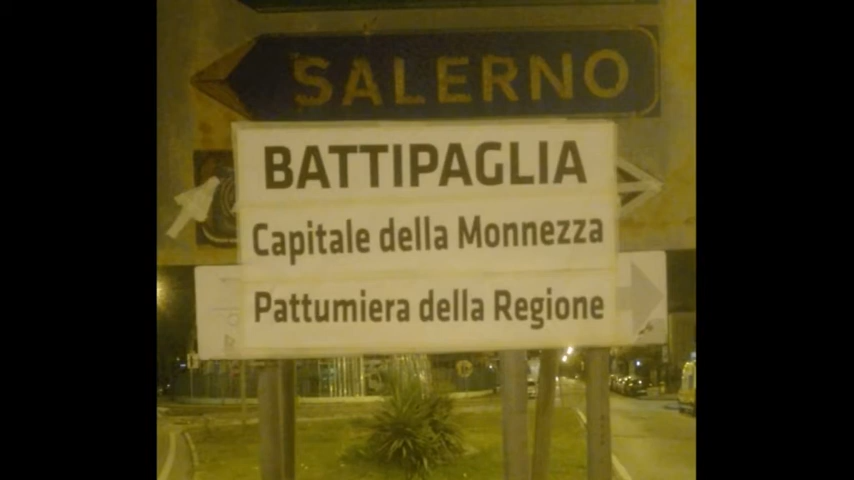 SALERNO
BATTIPAGLIA
Capitale della Monnezza
Pattumiera della Regione